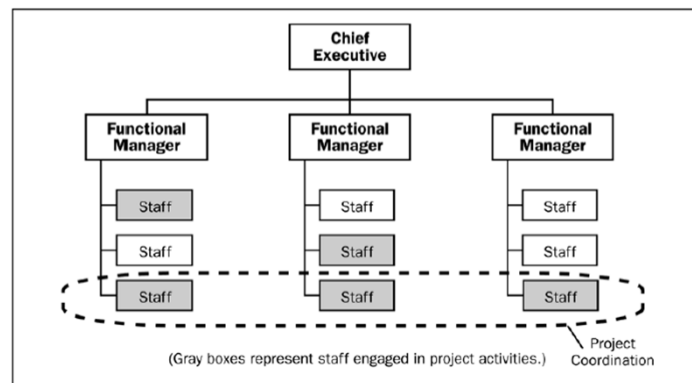 Chief
Executive
Functional
Manager
Functional
Manager
Functional
Manager
Staff
Staff
Staff
Staff
Staff
Staff
Staff
Staff
Staff
(Gray boxes represent staff engaged in project activities.)
Project
Coordination